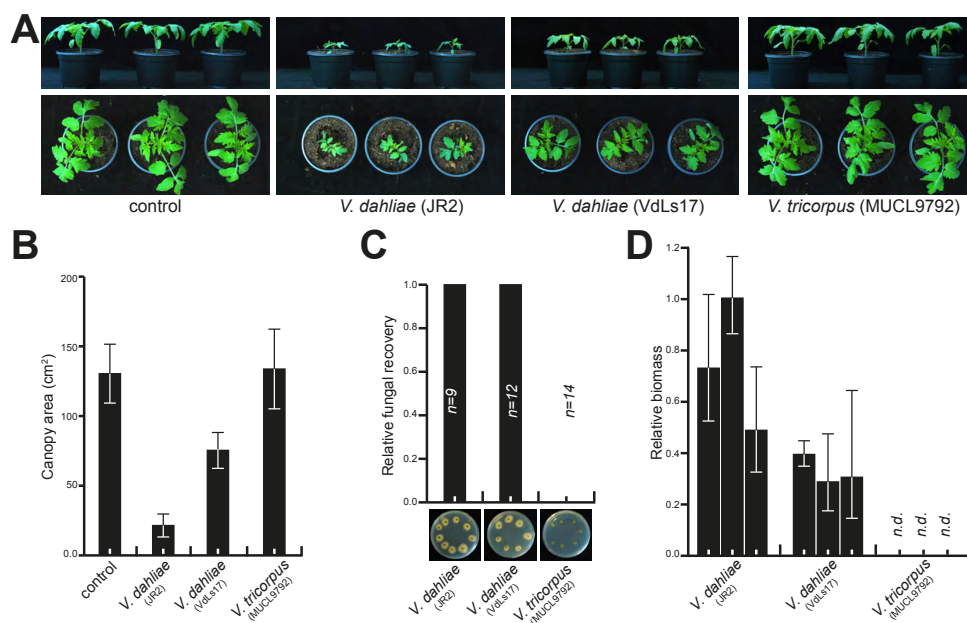 A
control
V. dahliae (JR2)
V. dahliae (VdLs17)
V. tricorpus (MUCL9792)
B
Canopy area (cm²)
200
150
100
50
0.0
control
V. dahliae
(JR2)
V. dahliae
(VdLs17)
V. tricorpus
(MUCL9792)
C
Relative fungal recovery
1.0
0.8
0.6
0.4
0.2
0.0
n=9
n=12
n=14
V. dahliae
(JR2)
V. dahliae
(VdLs17)
V. tricorpus
(MUCL9792)
D
Relative biomass
1.2
1.0
0.8
0.6
0.4
0.2
0.0
n.d.
n.d.
n.d.
V. dahliae
(JR2)
V. dahliae
(VdLs17)
V. tricorpus
(MUCL9792)